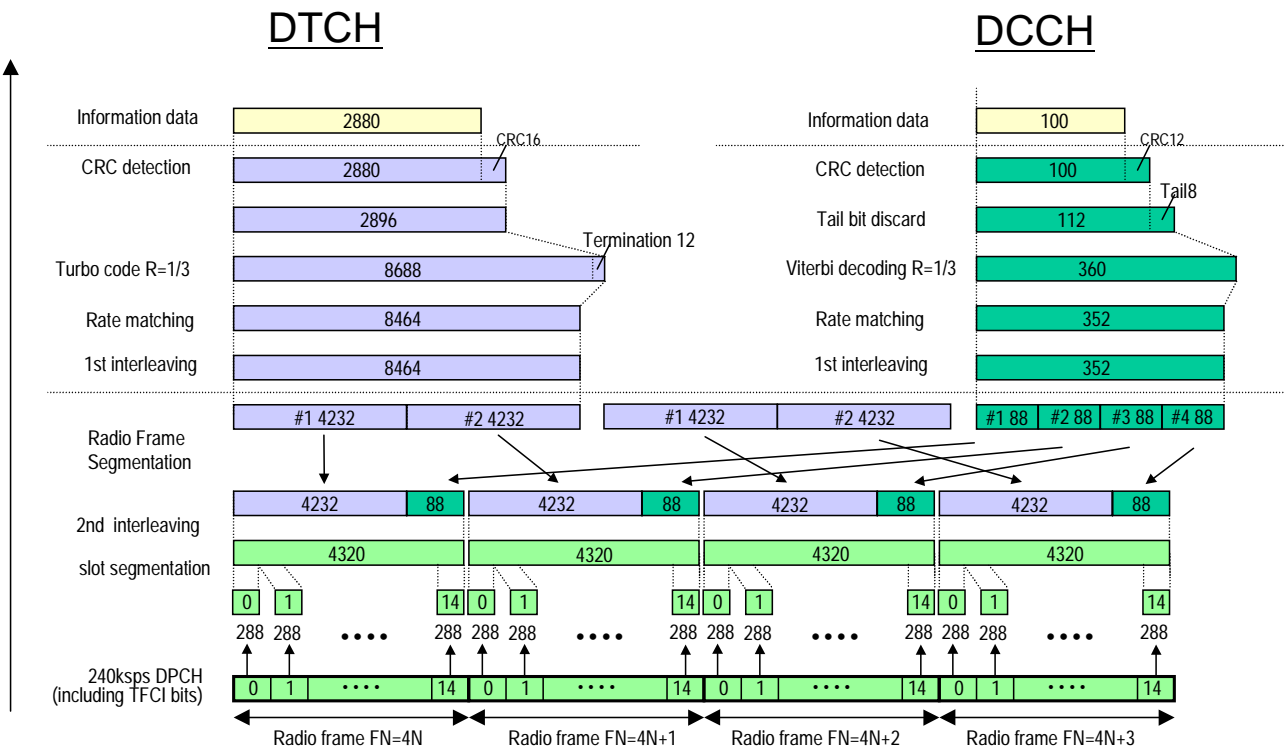 DTCH
DCCH
Information data
2880
Information data
100
CRC16
CRC12
CRC detection
2880
CRC detection
100
Tail8
2896
Tail bit discard
112
Termination 12
Turbo code R=1/3
8688
Viterbi decoding R=1/3
360
Rate matching
8464
Rate matching
352
1st interleaving
8464
1st interleaving
352
#1 4232 #2 4232 #1 4232 #2 4232 #1 88 #2 88 #3 88 #4 88
Radio Frame
Segmentation
4232 88 4232 88 4232 88 4232 88
2nd interleaving
4320 4320 4320 4320
slot segmentation
0 1 14 0 1 14 0 1 14 0 1 14
288 288 •••• 288 288 288 •••• 288 288 288 •••• 288 288 288 •••• 288
240ksps DPCH
(including TFCI bits)
0 1 •••• 14 0 1 •••• 14 0 1 •••• 14 0 1 •••• 14
Radio frame FN=4N Radio frame FN=4N+1 Radio frame FN=4N+2 Radio frame FN=4N+3